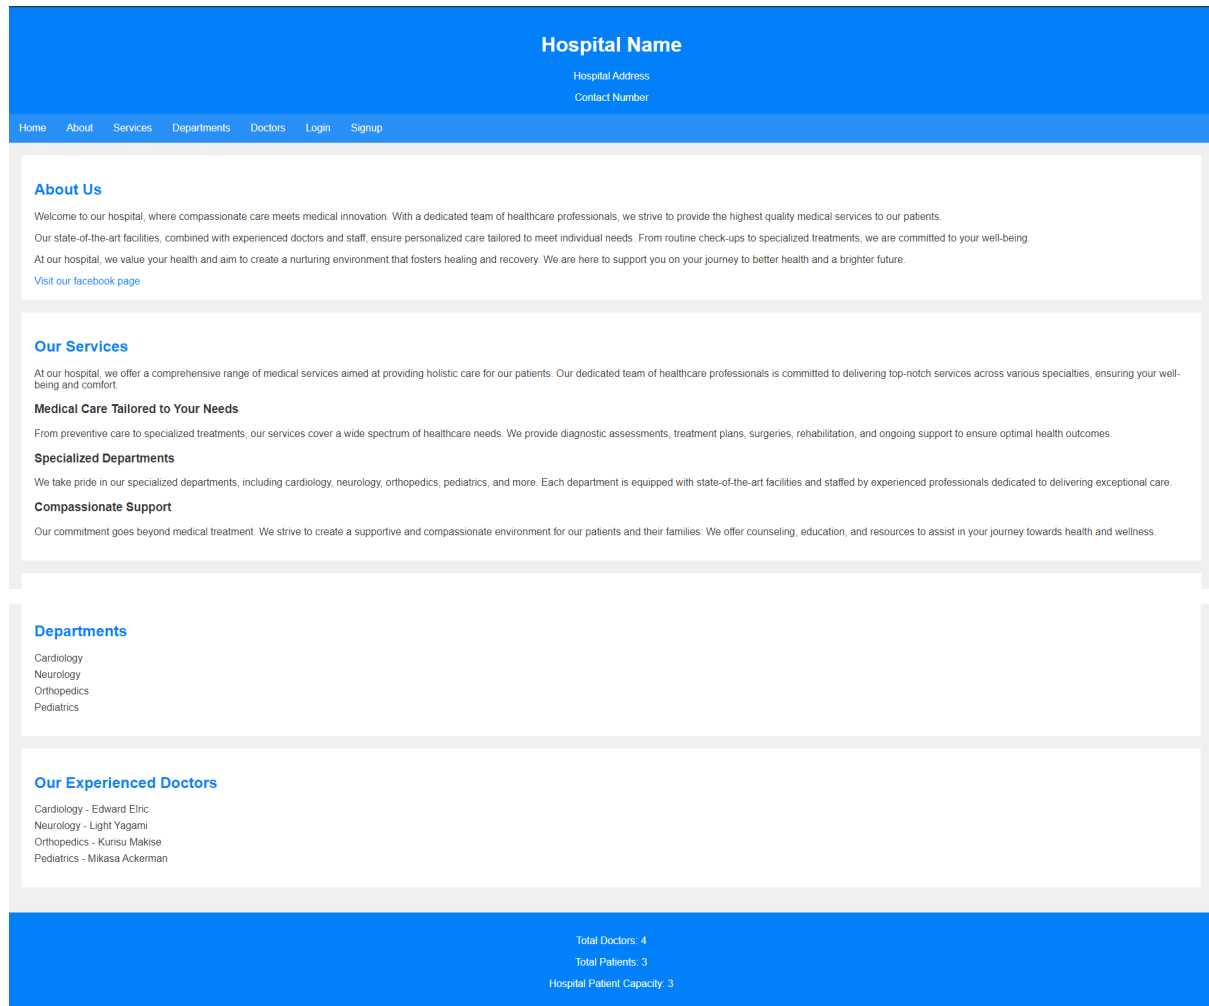 Hospital Name
Hospital Address
Contact Number
Home About Services Departments Doctors Login Signup
About Us
Welcome to our hospital, where compassionate care meets medical innovation. With a dedicated team of healthcare professionals, we strive to provide the highest quality medical services to our patients.
Our state-of-the-art facilities, combined with experienced doctors and staff, ensure personalized care tailored to meet individual needs. From routine check-ups to specialized treatments, we are committed to your well-being.
At our hospital, we value your health and aim to create a nurturing environment that fosters healing and recovery. We are here to support you on your journey to better health and a brighter future.
Visit our facebook page
Our Services
At our hospital, we offer a comprehensive range of medical services aimed at providing holistic care for our patients. Our dedicated team of healthcare professionals is committed to delivering top-notch services across various specialties, ensuring your well-
being and comfort.
Medical Care Tailored to Your Needs
From preventive care to specialized treatments, our services cover a wide spectrum of healthcare needs. We provide diagnostic assessments, treatment plans, surgeries, rehabilitation, and ongoing support to ensure optimal health outcomes.
Specialized Departments
We take pride in our specialized departments, including cardiology, neurology, orthopedics, pediatrics, and more. Each department is equipped with state-of-the-art facilities and staffed by experienced professionals dedicated to delivering exceptional care.
Compassionate Support
Our commitment goes beyond medical treatment. We strive to create a supportive and compassionate environment for our patients and their families. We offer counseling, education, and resources to assist in your journey towards health and wellness.
Departments
Cardiology
Neurology
Orthopedics
Pediatrics
Our Experienced Doctors
Cardiology - Edward Elric
Neurology - Light Yagami
Orthopedics - Kurisu Makise
Pediatrics - Mikasa Ackerman
Total Doctors: 4
Total Patients: 3
Hospital Patient Capacity: 3